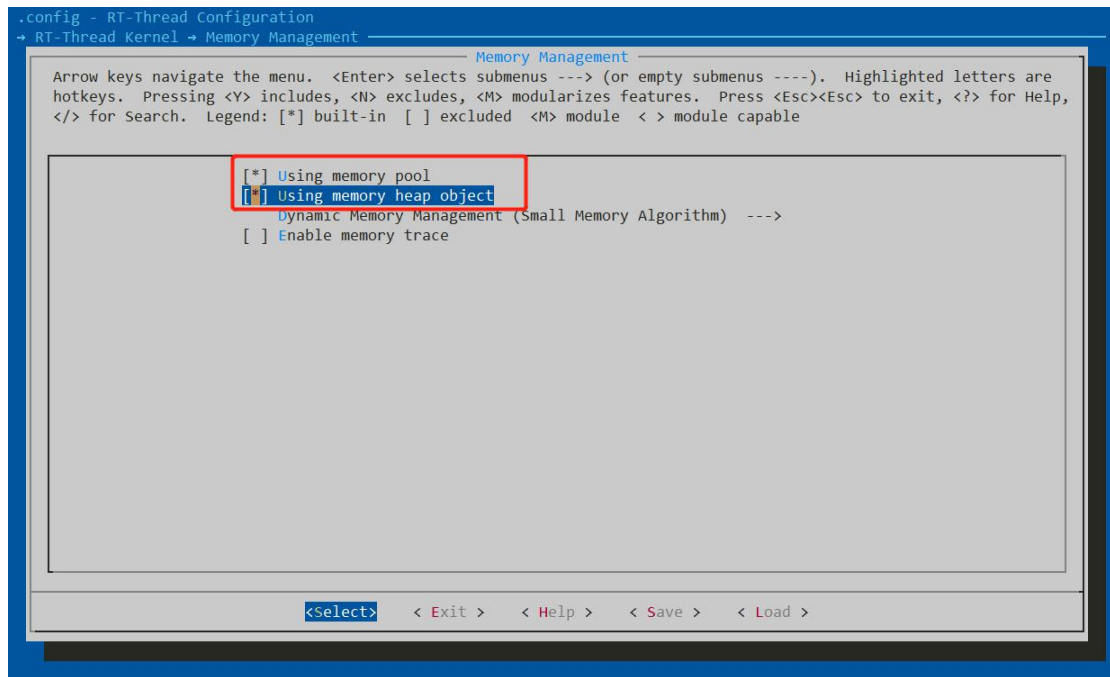 .config - RT-Thread Configuration
→ RT-Thread Kernel → Memory Management
Memory Management
Arrow keys navigate the menu.  <Enter> selects submenus ---> (or empty submenus ----).  Highlighted letters are
hotkeys.  Pressing <Y> includes, <N> excludes, <M> modularizes features.  Press <Esc><Esc> to exit, <?> for Help,
</> for Search.  Legend: [*] built-in  [ ] excluded  <M> module  < > module capable
[*] Using memory pool
[*] Using memory heap object
Dynamic Memory Management (Small Memory Algorithm)  --->
[ ] Enable memory trace
<Select>    < Exit >    < Help >    < Save >    < Load >